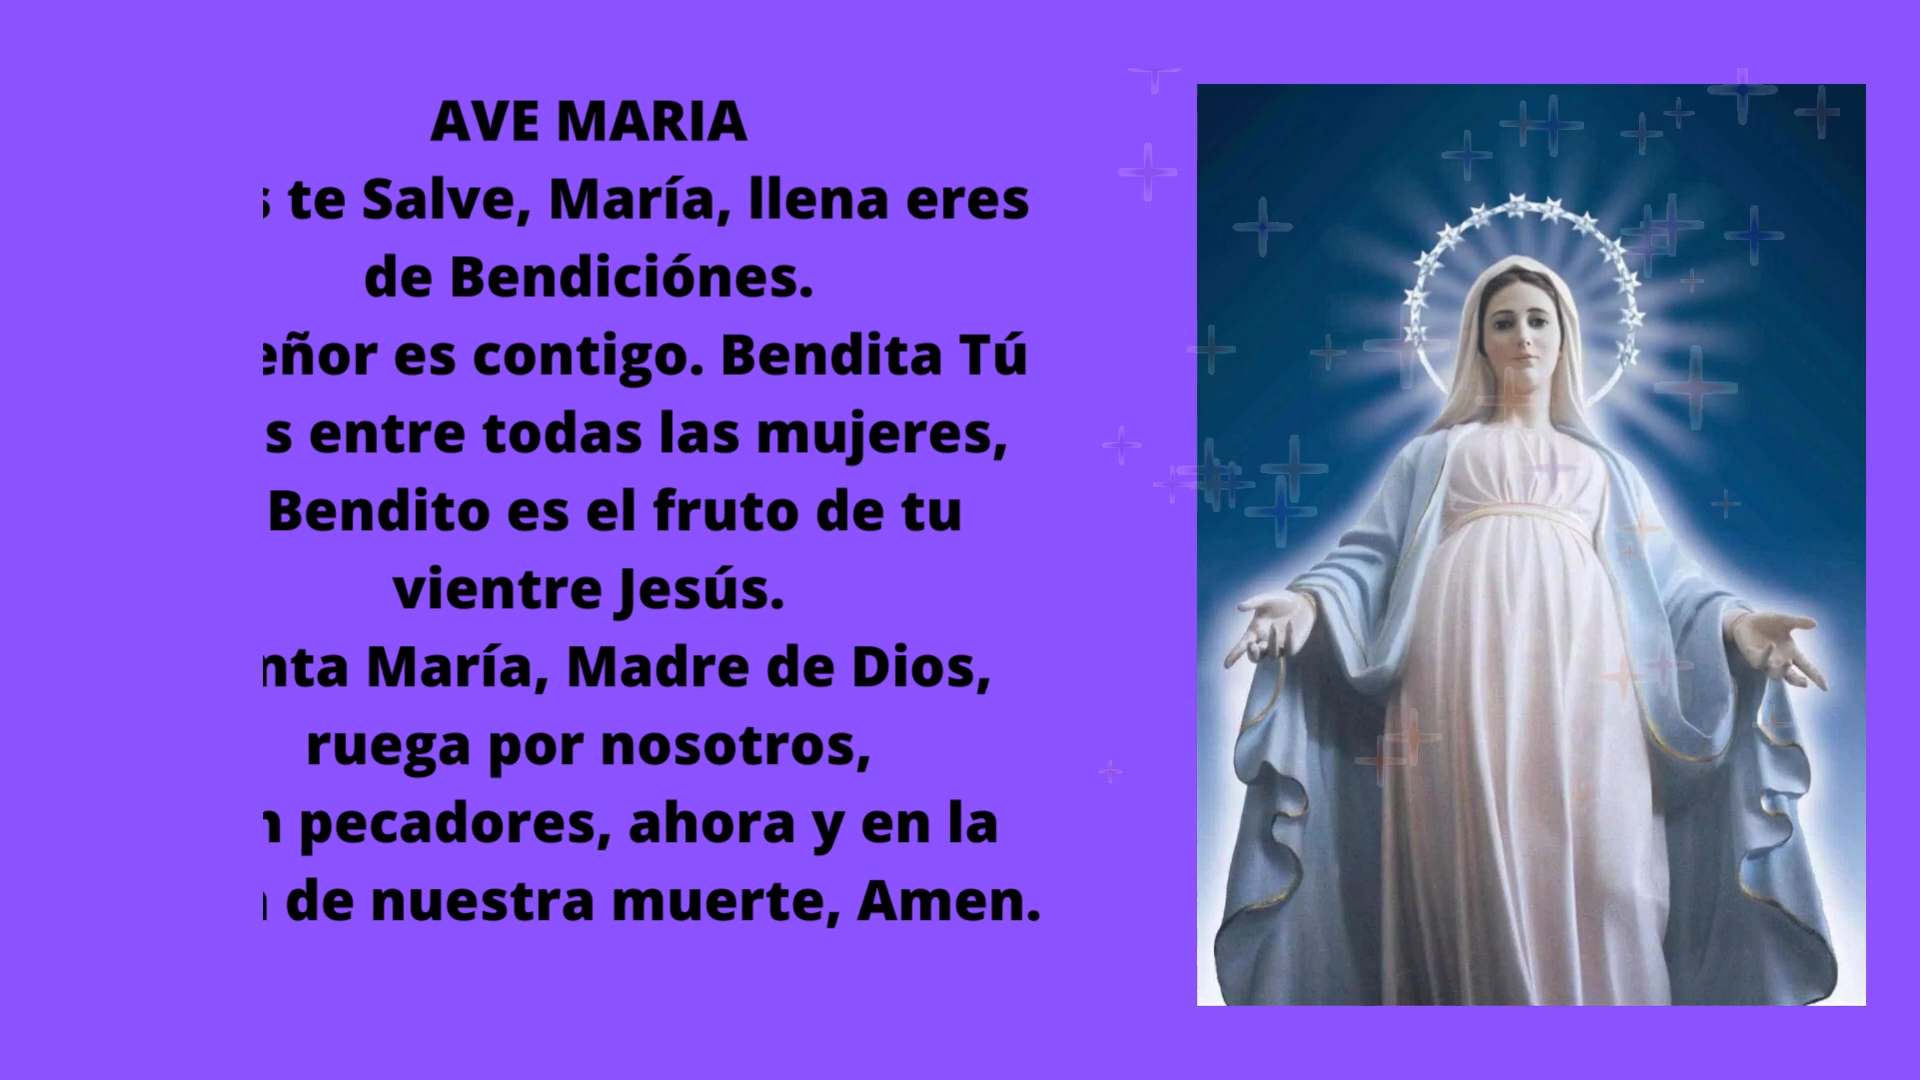 AVE MARIA
te Salve, María, llena eres
de Bendiciónes.
es contigo. Bendita Tú
entre todas las mujeres,
Bendito es el fruto de tu
vientre Jesús.
María, Madre de Dios,
ruega por nosotros,
pecadores, ahora y en la
de nuestra muerte, Amen.